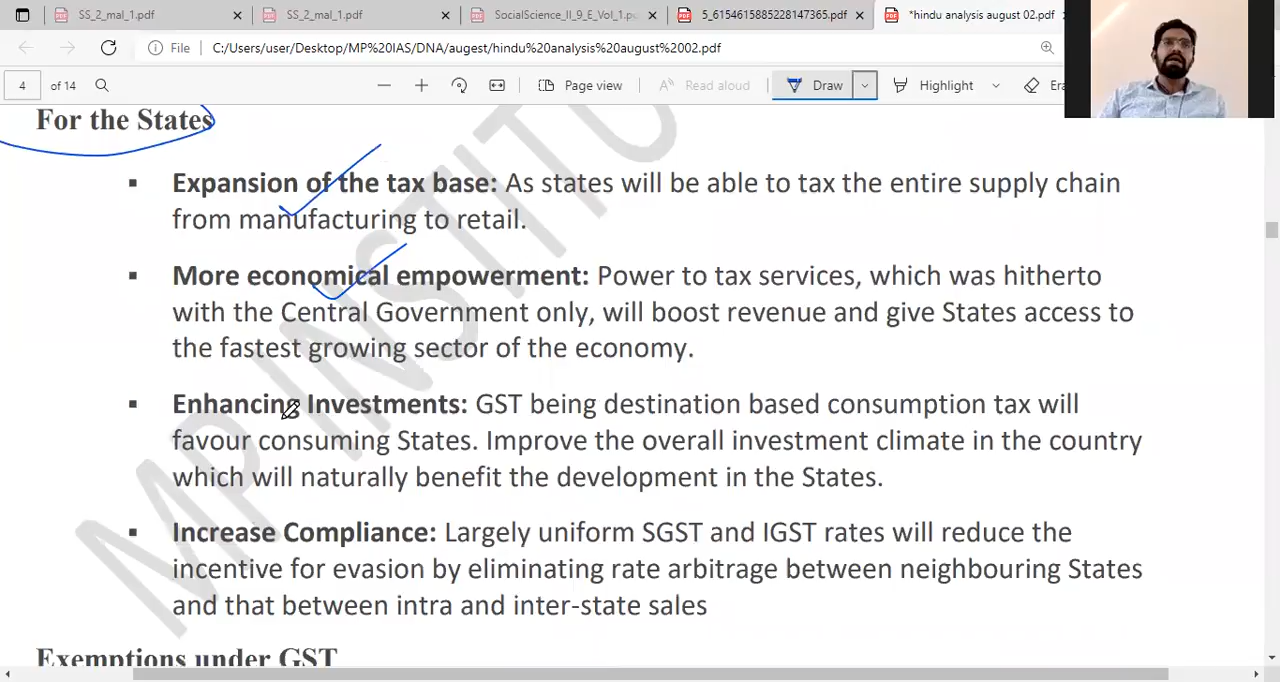 SS_2_mal_1.pdf
SS_2_mal_1.pdf
SocialScience_II_9_E_Vol_1.p
5_6154615885228147365.pdf
*hindu analysis august 02.pdf
File C:/Users/user/Desktop/MP%20IAS/DNA/augest/hindu%20analysis%20august%2002.pdf
4 of 14 Page view Read aloud Draw Highlight Era
For the States
▪ Expansion of the tax base: As states will be able to tax the entire supply chain
from manufacturing to retail.
▪ More economical empowerment: Power to tax services, which was hitherto
with the Central Government only, will boost revenue and give States access to
the fastest growing sector of the economy.
▪ Enhancing Investments: GST being destination based consumption tax will
favour consuming States. Improve the overall investment climate in the country
which will naturally benefit the development in the States.
▪ Increase Compliance: Largely uniform SGST and IGST rates will reduce the
incentive for evasion by eliminating rate arbitrage between neighbouring States
and that between intra and inter-state sales
Exemptions under GST
MP INSTITU